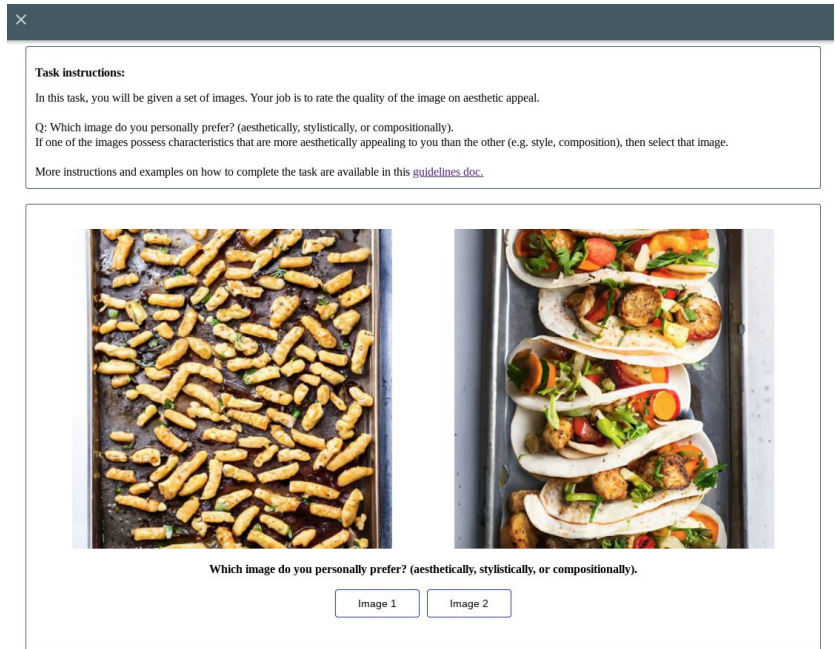 Task instructions:
In this task, you will be given a set of images. Your job is to rate the quality of the image on aesthetic appeal.
Q: Which image do you personally prefer? (aesthetically, stylistically, or compositionally).
If one of the images possess characteristics that are more aesthetically appealing to you than the other (e.g. style, composition), then select that image.
More instructions and examples on how to complete the task are available in this guidelines doc.
Which image do you personally prefer? (aesthetically, stylistically, or compositionally).
Image 1 Image 2